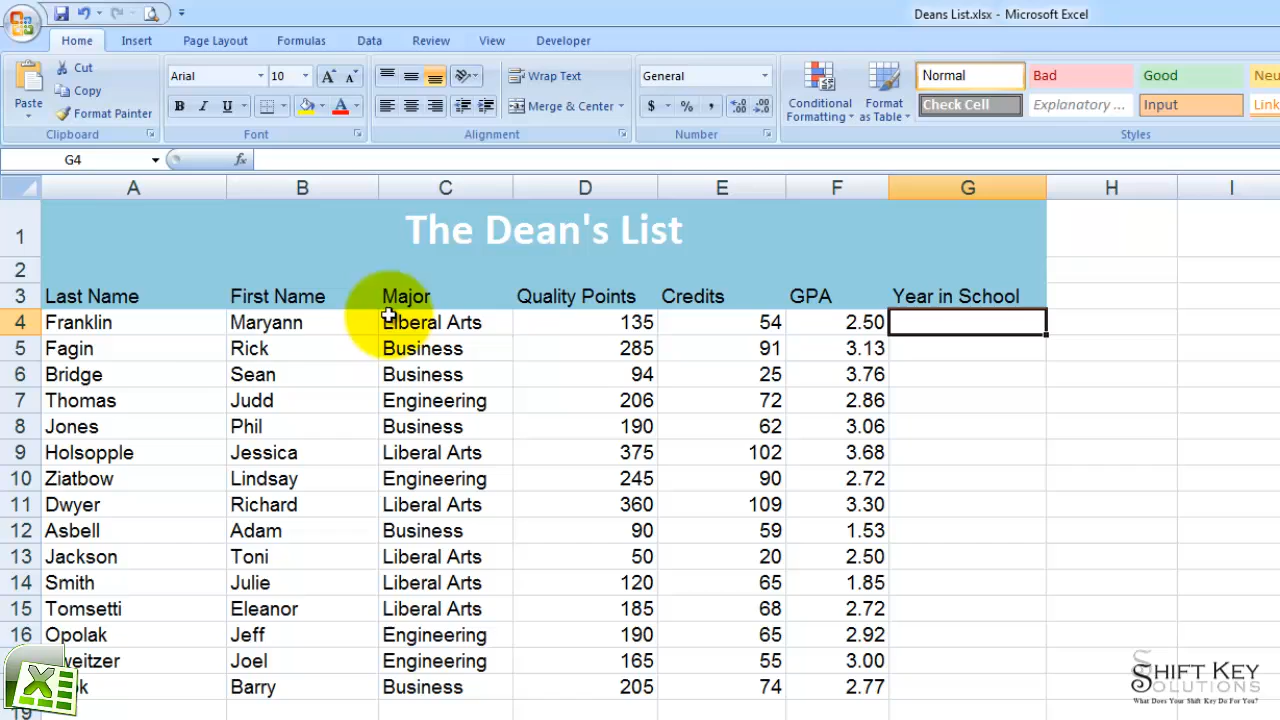 Deans List.xlsx - Microsoft Excel
Home Insert Page Layout Formulas Data Review View Developer
Paste
Cut
Copy
Format Painter
Clipboard
Arial 10 A A
B I U A
Font
Wrap Text
Merge & Center
Alignment
General
$ % , .00
Number
Conditional Formatting
Format as Table
Normal Bad Good
Check Cell Explanatory ... Input
Styles
G4 fx
A B C D E F G H I
1 The Dean's List
2
3 Last Name First Name Major Quality Points Credits GPA Year in School
4 Franklin Maryann Liberal Arts 135 54 2.50
5 Fagin Rick Business 285 91 3.13
6 Bridge Sean Business 94 25 3.76
7 Thomas Judd Engineering 206 72 2.86
8 Jones Phil Business 190 62 3.06
9 Holsopple Jessica Liberal Arts 375 102 3.68
10 Ziatbow Lindsay Engineering 245 90 2.72
11 Dwyer Richard Liberal Arts 360 109 3.30
12 Asbell Adam Business 90 59 1.53
13 Jackson Toni Liberal Arts 50 20 2.50
14 Smith Julie Liberal Arts 120 65 1.85
15 Tomsetti Eleanor Liberal Arts 185 68 2.72
16 Opolak Jeff Engineering 190 65 2.92
Joel Engineering 165 55 3.00
Barry Business 205 74 2.77
SHIFT KEY
SOLUTIONS
What Does Your Shift Key Do For You?